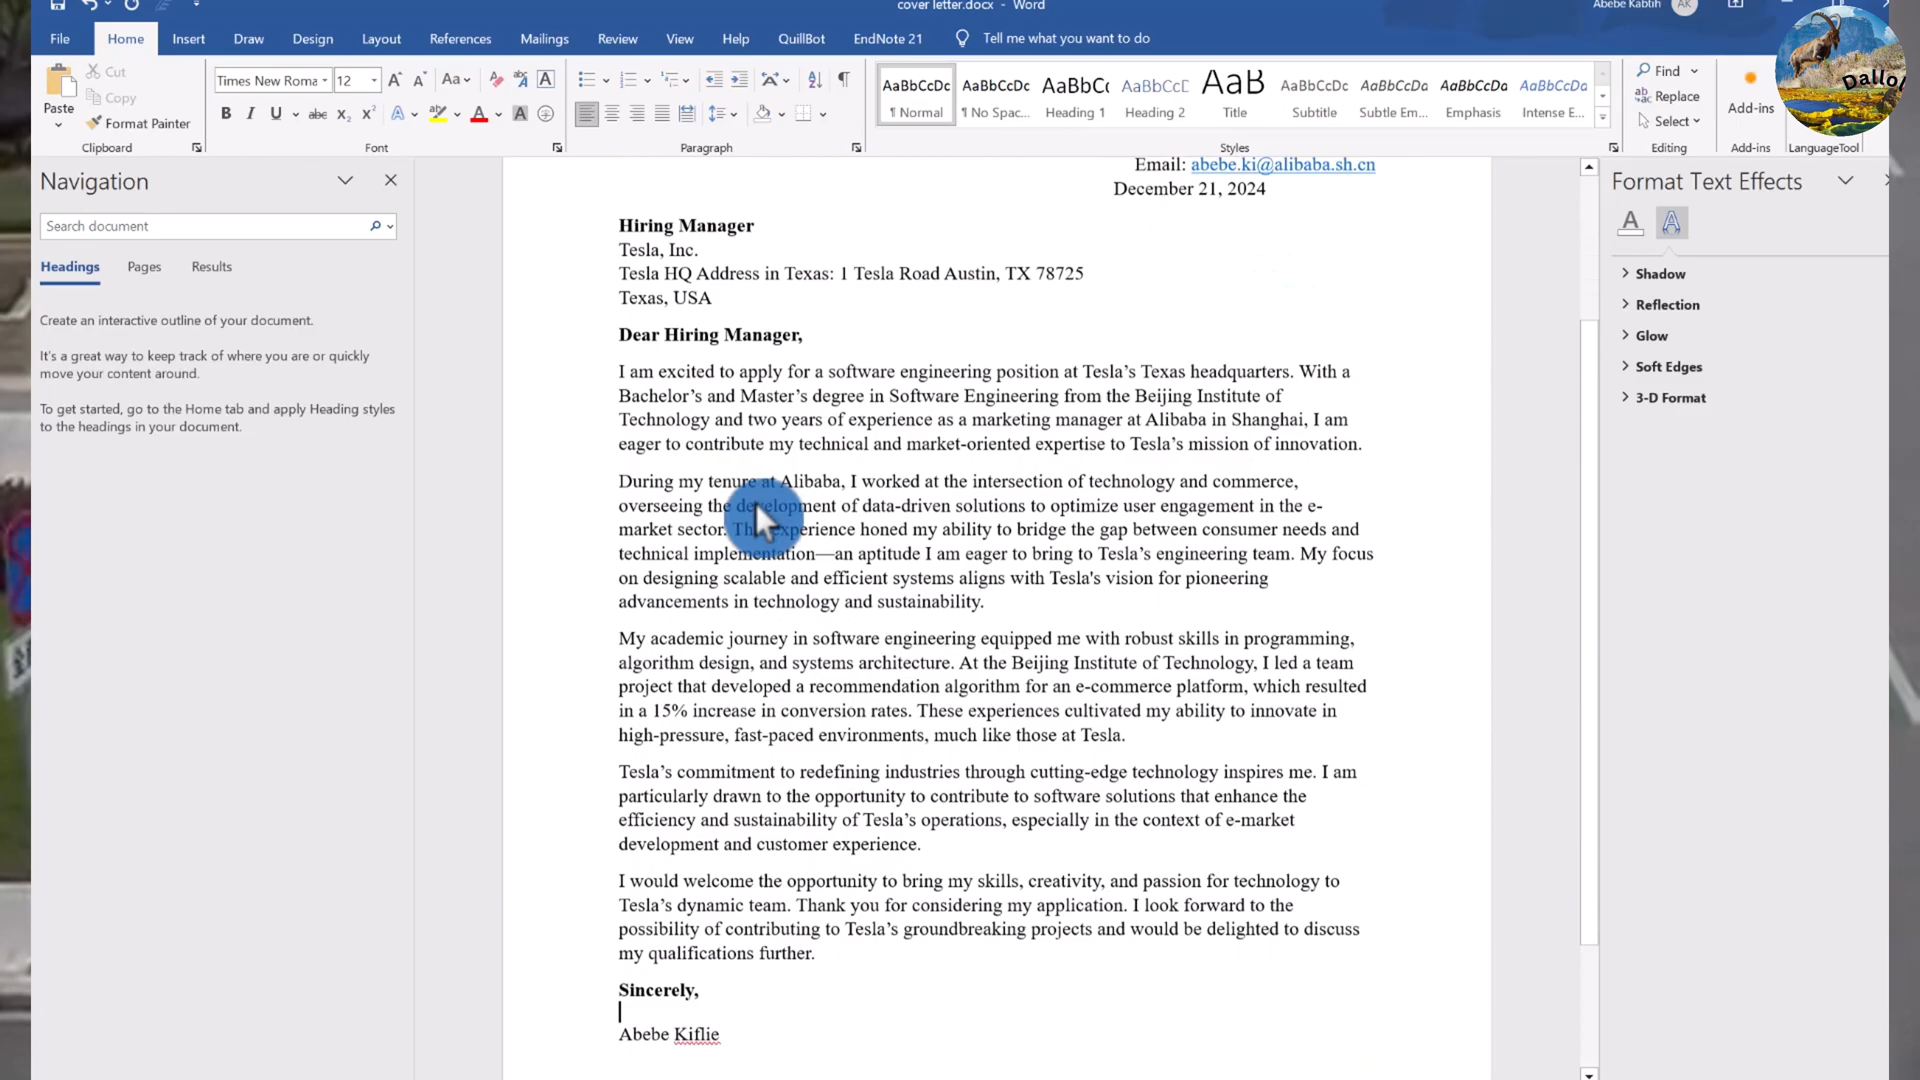 cover letter.docx - Word
Abebe Kabtih AK
File Home Insert Draw Design Layout References Mailings Review View Help QuillBot EndNote 21 Tell me what you want to do
Paste
Cut
Copy
Format Painter
Clipboard
Times New Roma 12
Font
Paragraph
AaBbCcDc AaBbCcDc AaBbCc AaBbCcD AaB AaBbCcDc AaBbCcDc AaBbCcDa AaBbCcDa
¶ Normal ¶ No Spac... Heading 1 Heading 2 Title Subtitle Subtle Em... Emphasis Intense E...
Styles
Find
Replace
Select
Editing
Add-ins
Add-ins
LanguageTool
Dallol
Navigation
Search document
Headings Pages Results
Create an interactive outline of your document.
It's a great way to keep track of where you are or quickly
move your content around.
To get started, go to the Home tab and apply Heading styles
to the headings in your document.
Email: abebe.ki@alibaba.sh.cn
December 21, 2024
Hiring Manager
Tesla, Inc.
Tesla HQ Address in Texas: 1 Tesla Road Austin, TX 78725
Texas, USA
Dear Hiring Manager,
I am excited to apply for a software engineering position at Tesla’s Texas headquarters. With a
Bachelor’s and Master’s degree in Software Engineering from the Beijing Institute of
Technology and two years of experience as a marketing manager at Alibaba in Shanghai, I am
eager to contribute my technical and market-oriented expertise to Tesla’s mission of innovation.
During my tenure at Alibaba, I worked at the intersection of technology and commerce,
overseeing the development of data-driven solutions to optimize user engagement in the e-
market sector. This experience honed my ability to bridge the gap between consumer needs and
technical implementation—an aptitude I am eager to bring to Tesla’s engineering team. My focus
on designing scalable and efficient systems aligns with Tesla's vision for pioneering
advancements in technology and sustainability.
My academic journey in software engineering equipped me with robust skills in programming,
algorithm design, and systems architecture. At the Beijing Institute of Technology, I led a team
project that developed a recommendation algorithm for an e-commerce platform, which resulted
in a 15% increase in conversion rates. These experiences cultivated my ability to innovate in
high-pressure, fast-paced environments, much like those at Tesla.
Tesla’s commitment to redefining industries through cutting-edge technology inspires me. I am
particularly drawn to the opportunity to contribute to software solutions that enhance the
efficiency and sustainability of Tesla’s operations, especially in the context of e-market
development and customer experience.
I would welcome the opportunity to bring my skills, creativity, and passion for technology to
Tesla’s dynamic team. Thank you for considering my application. I look forward to the
possibility of contributing to Tesla’s groundbreaking projects and would be delighted to discuss
my qualifications further.
Sincerely,
Abebe Kiflie
Format Text Effects
Shadow
Reflection
Glow
Soft Edges
3-D Format